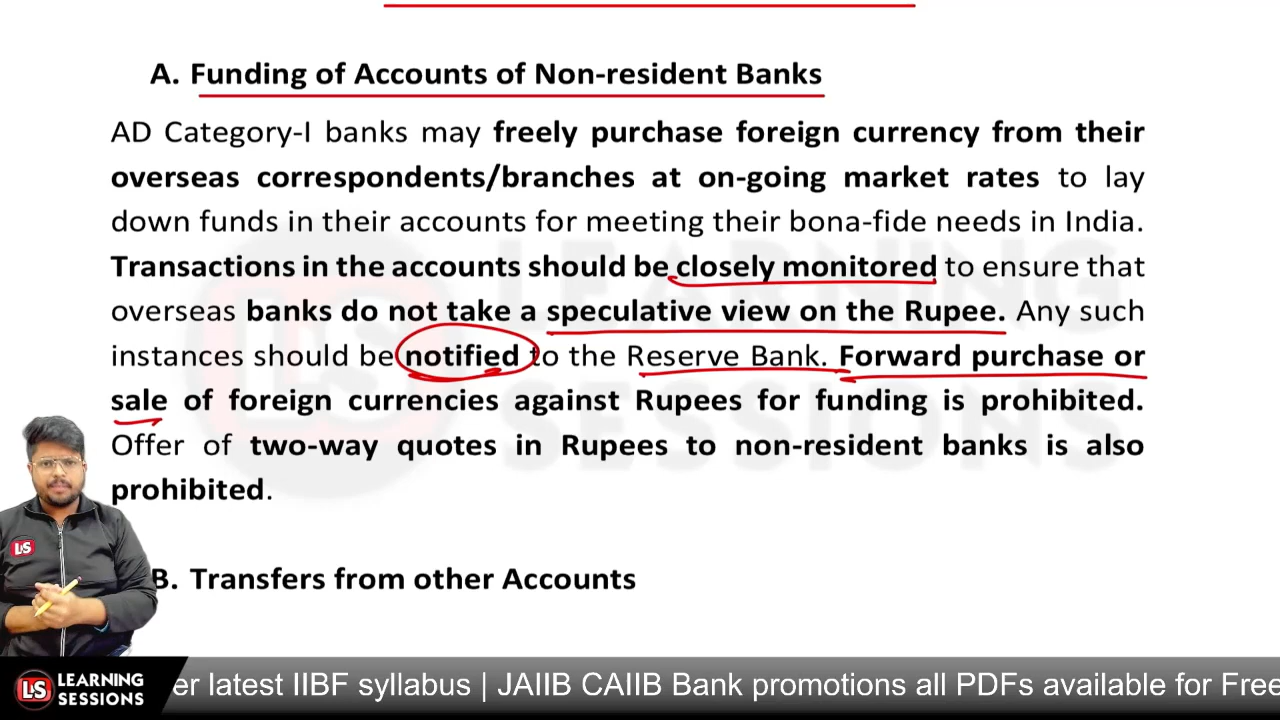 A. Funding of Accounts of Non-resident Banks
AD Category-I banks may freely purchase foreign currency from their
overseas correspondents/branches at on-going market rates to lay
down funds in their accounts for meeting their bona-fide needs in India.
Transactions in the accounts should be closely monitored to ensure that
overseas banks do not take a speculative view on the Rupee. Any such
instances should be notified to the Reserve Bank. Forward purchase or
sale of foreign currencies against Rupees for funding is prohibited.
Offer of two-way quotes in Rupees to non-resident banks is also
prohibited.
B. Transfers from other Accounts
LS
LS LEARNING
SESSIONS
LS
LEARNING
SESSIONS
er latest IIBF syllabus | JAIIB CAIIB Bank promotions all PDFs available for Free